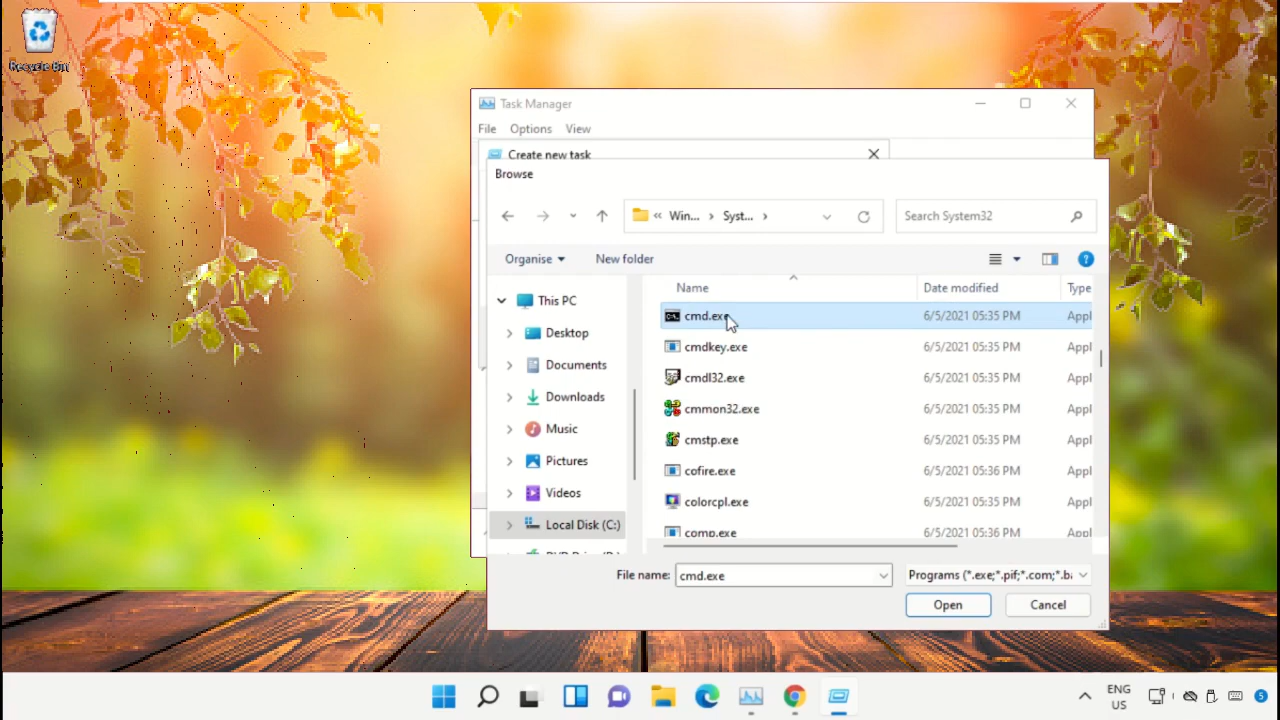 Recycle Bin
Task Manager
File Options View
Create new task
Browse
« Win... › Syst... ›
Search System32
Organise
New folder
Name
Date modified
Type
This PC
Desktop
Documents
Downloads
Music
Pictures
Videos
Local Disk (C:)
cmd.exe 6/5/2021 05:35 PM Appl
cmdkey.exe 6/5/2021 05:35 PM Appl
cmdl32.exe 6/5/2021 05:35 PM Appl
cmmon32.exe 6/5/2021 05:35 PM Appl
cmstp.exe 6/5/2021 05:35 PM Appl
cofire.exe 6/5/2021 05:36 PM Appl
colorcpl.exe 6/5/2021 05:35 PM Appl
comp.exe 6/5/2021 05:36 PM Appl
File name: cmd.exe
Programs (*.exe;*.pif;*.com;*.ba
Open
Cancel
ENG
US
5